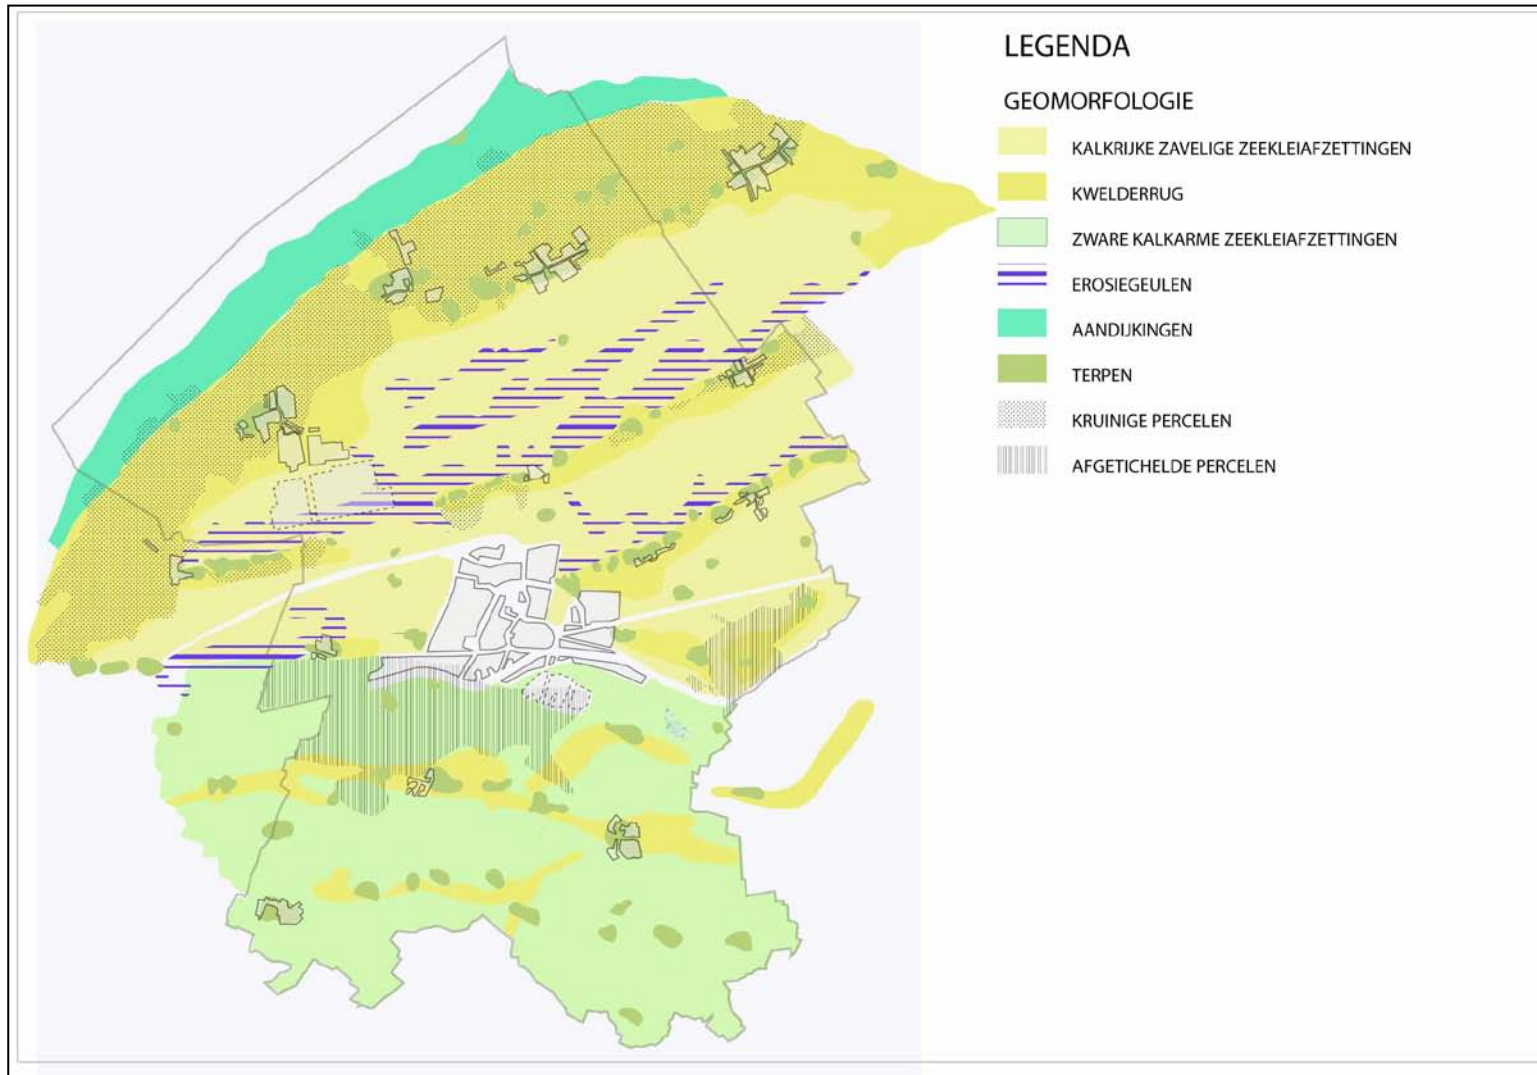 LEGENDA
GEOMORFOLOGIE
KALKRIJKE ZAVELIGE ZEEKLEIAFZETTINGEN
KWELDERRUG
ZWARE KALKARME ZEEKLEIAFZETTINGEN
EROSIEGEULEN
AANDIJKINGEN
TERPEN
KRUINIGE PERCELEN
AFGETICHELDE PERCELEN